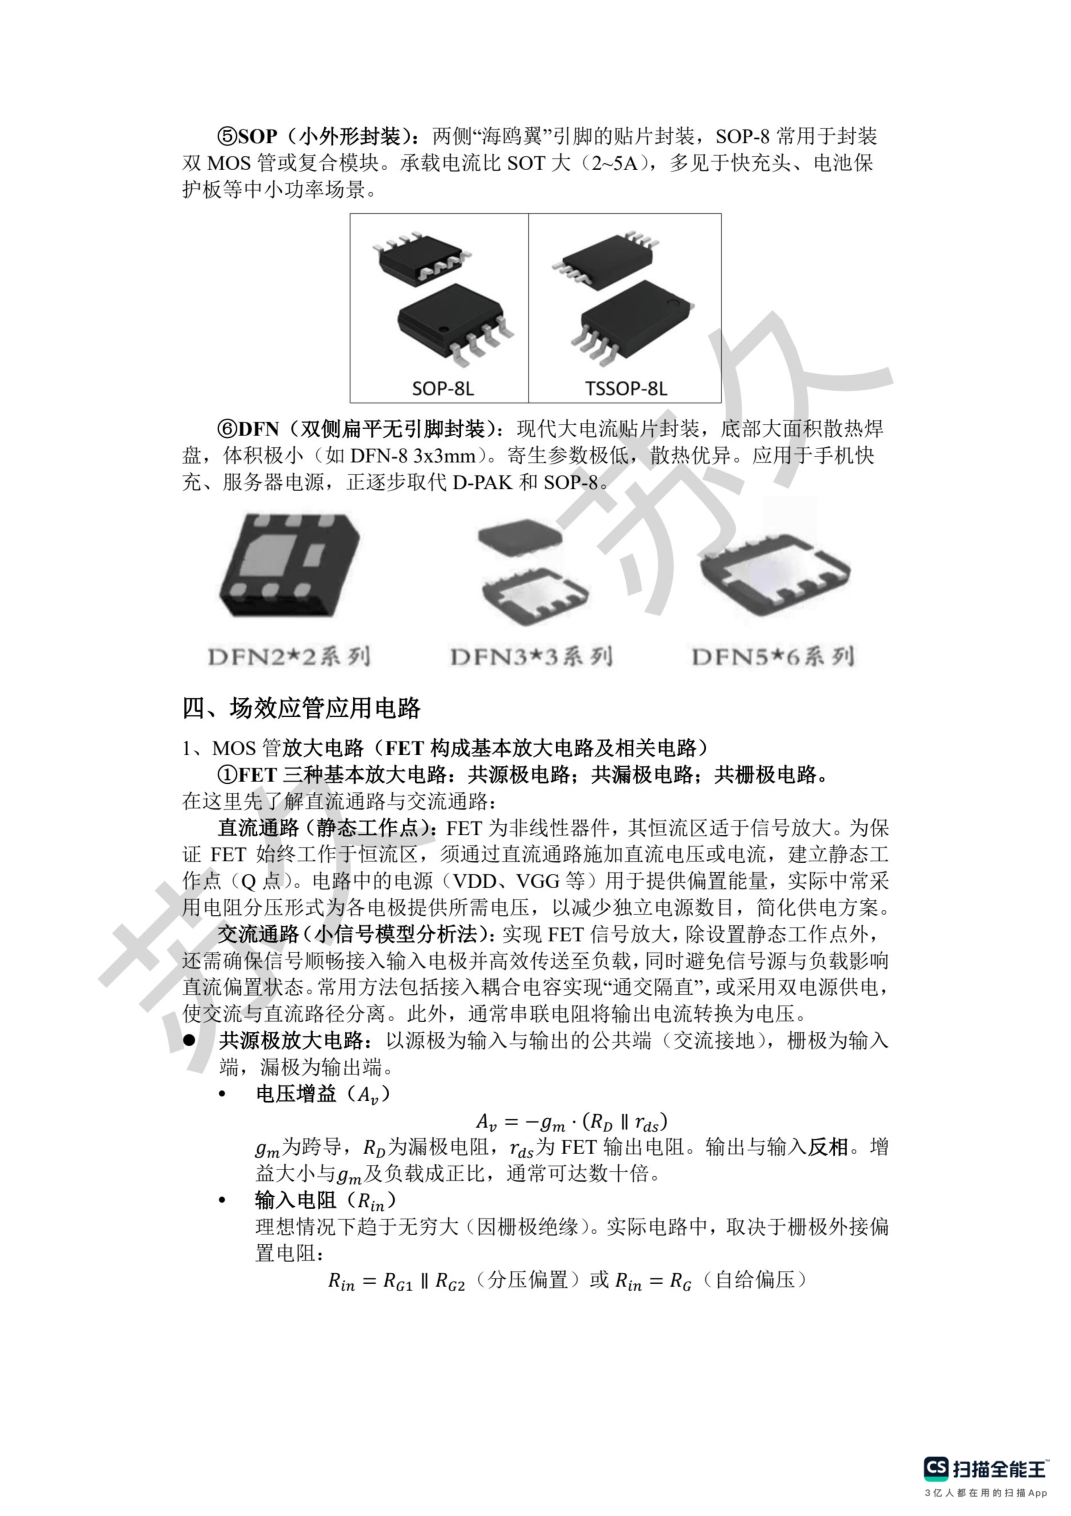 ⑤SOP（小外形封装）：两侧“海鸥翼”引脚的贴片封装，SOP-8 常用于封装
双 MOS 管或复合模块。承载电流比 SOT 大（2~5A），多见于快充头、电池保
护板等中小功率场景。
SOP-8L
TSSOP-8L
⑥DFN（双侧扁平无引脚封装）：现代大电流贴片封装，底部大面积散热焊
盘，体积极小（如 DFN-8 3x3mm）。寄生参数极低，散热优异。应用于手机快
充、服务器电源，正逐步取代 D-PAK 和 SOP-8。
DFN2*2系列
DFN3*3系列
DFN5*6系列
四、场效应管应用电路
1、MOS 管放大电路（FET 构成基本放大电路及相关电路）
①FET 三种基本放大电路：共源极电路；共漏极电路；共栅极电路。
在这里先了解直流通路与交流通路：
直流通路（静态工作点）：FET 为非线性器件，其恒流区适于信号放大。为保
证 FET 始终工作于恒流区，须通过直流通路施加直流电压或电流，建立静态工
作点（Q 点）。电路中的电源（VDD、VGG 等）用于提供偏置能量，实际中常采
用电阻分压形式为各电极提供所需电压，以减少独立电源数目，简化供电方案。
交流通路（小信号模型分析法）：实现 FET 信号放大，除设置静态工作点外，
还需确保信号顺畅接入输入电极并高效传送至负载，同时避免信号源与负载影响
直流偏置状态。常用方法包括接入耦合电容实现“通交隔直”，或采用双电源供电，
使交流与直流路径分离。此外，通常串联电阻将输出电流转换为电压。
● 共源极放大电路：以源极为输入与输出的公共端（交流接地），栅极为输入
端，漏极为输出端。
• 电压增益（Av）
Av = −gm · (RD ∥ rds)
gm为跨导，RD为漏极电阻，rds为 FET 输出电阻。输出与输入反相。增
益大小与gm及负载成正比，通常可达数十倍。
• 输入电阻（Rin）
理想情况下趋于无穷大（因栅极绝缘）。实际电路中，取决于栅极外接偏
置电阻：
Rin = RG1 ∥ RG2（分压偏置）或 Rin = RG（自给偏压）
苏久
苏久
CS 扫描全能王
3亿人都在用的扫描App